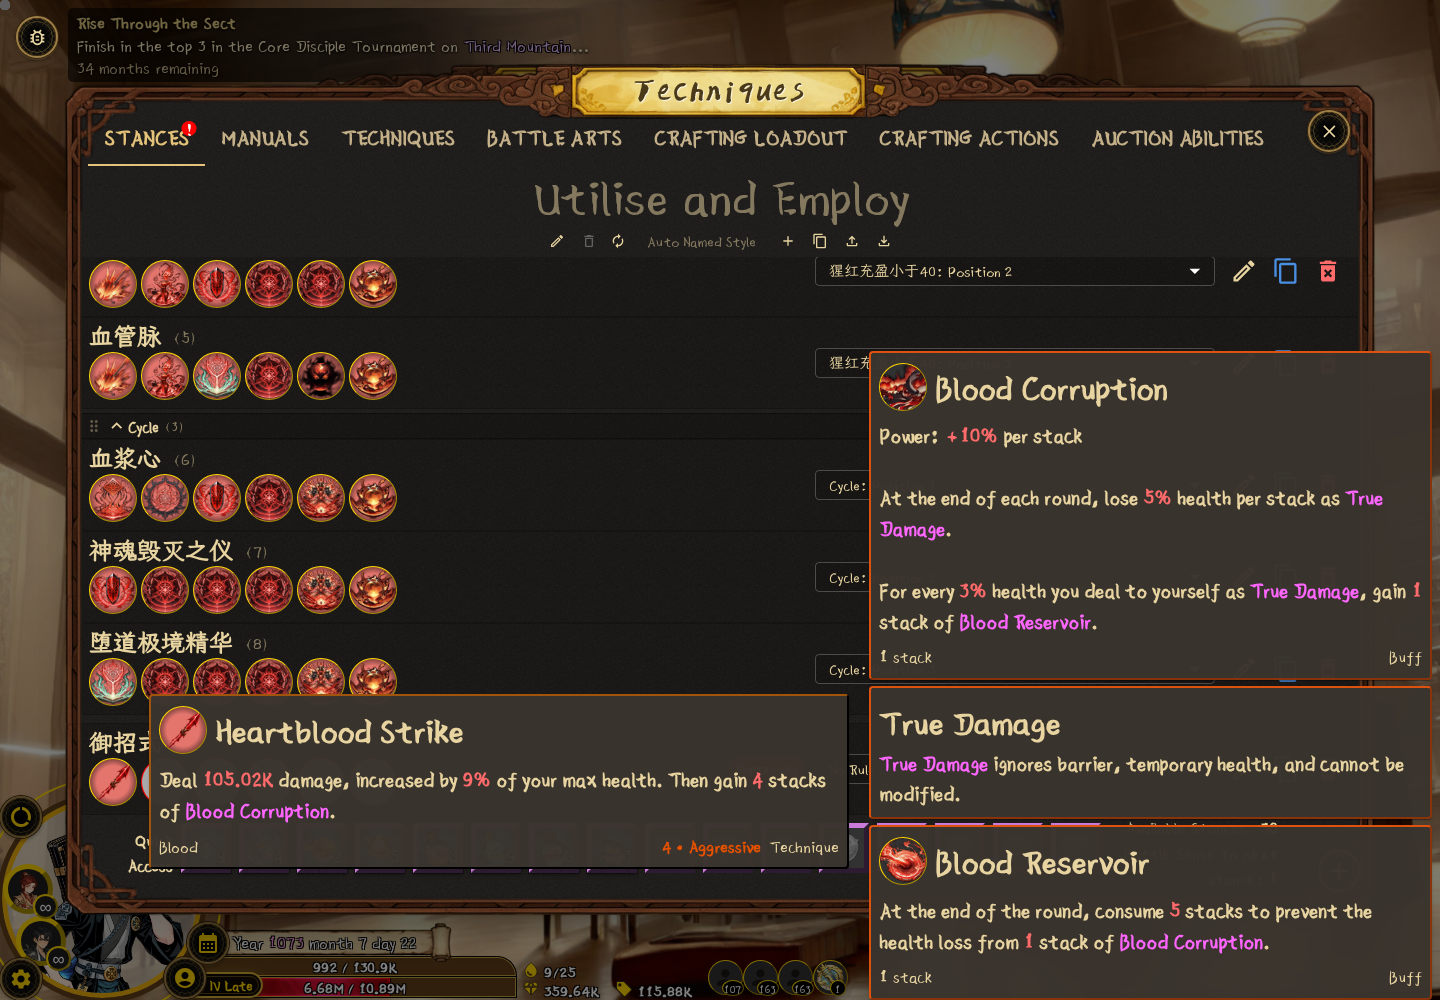 Rise Through the Sect
Finish in the top 3 in the Core Disciple Tournament on Third Mountain...
34 months remaining
Techniques
STANCES
MANUALS
TECHNIQUES
BATTLE ARTS
CRAFTING LOADOUT
CRAFTING ACTIONS
AUCTION ABILITIES
Utilise and Employ
Auto Named Style
猩红充盈小于40: Position 2
血管脉 (5)
猩红充
Cycle (3)
血浆心 (6)
Cycle:
神魂毁灭之仪 (7)
Cycle:
堕道极境精华 (8)
Cycle:
御招式
Rul
Heartblood Strike
Deal 105.02K damage, increased by 9% of your max health. Then gain 4 stacks
of Blood Corruption.
Blood
4 • Aggressive Technique
Blood Corruption
Power: +10% per stack
At the end of each round, lose 5% health per stack as True
Damage.
For every 3% health you deal to yourself as True Damage, gain 1
stack of Blood Reservoir.
1 stack
Buff
True Damage
True Damage ignores barrier, temporary health, and cannot be
modified.
Blood Reservoir
At the end of the round, consume 5 stacks to prevent the
health loss from 1 stack of Blood Corruption.
1 stack
Buff
Year 1073 month 7 day 22
992 / 130.9K
6.68M / 10.89M
IV Late
9/25
359.64K
115.88K
107
163
163
1